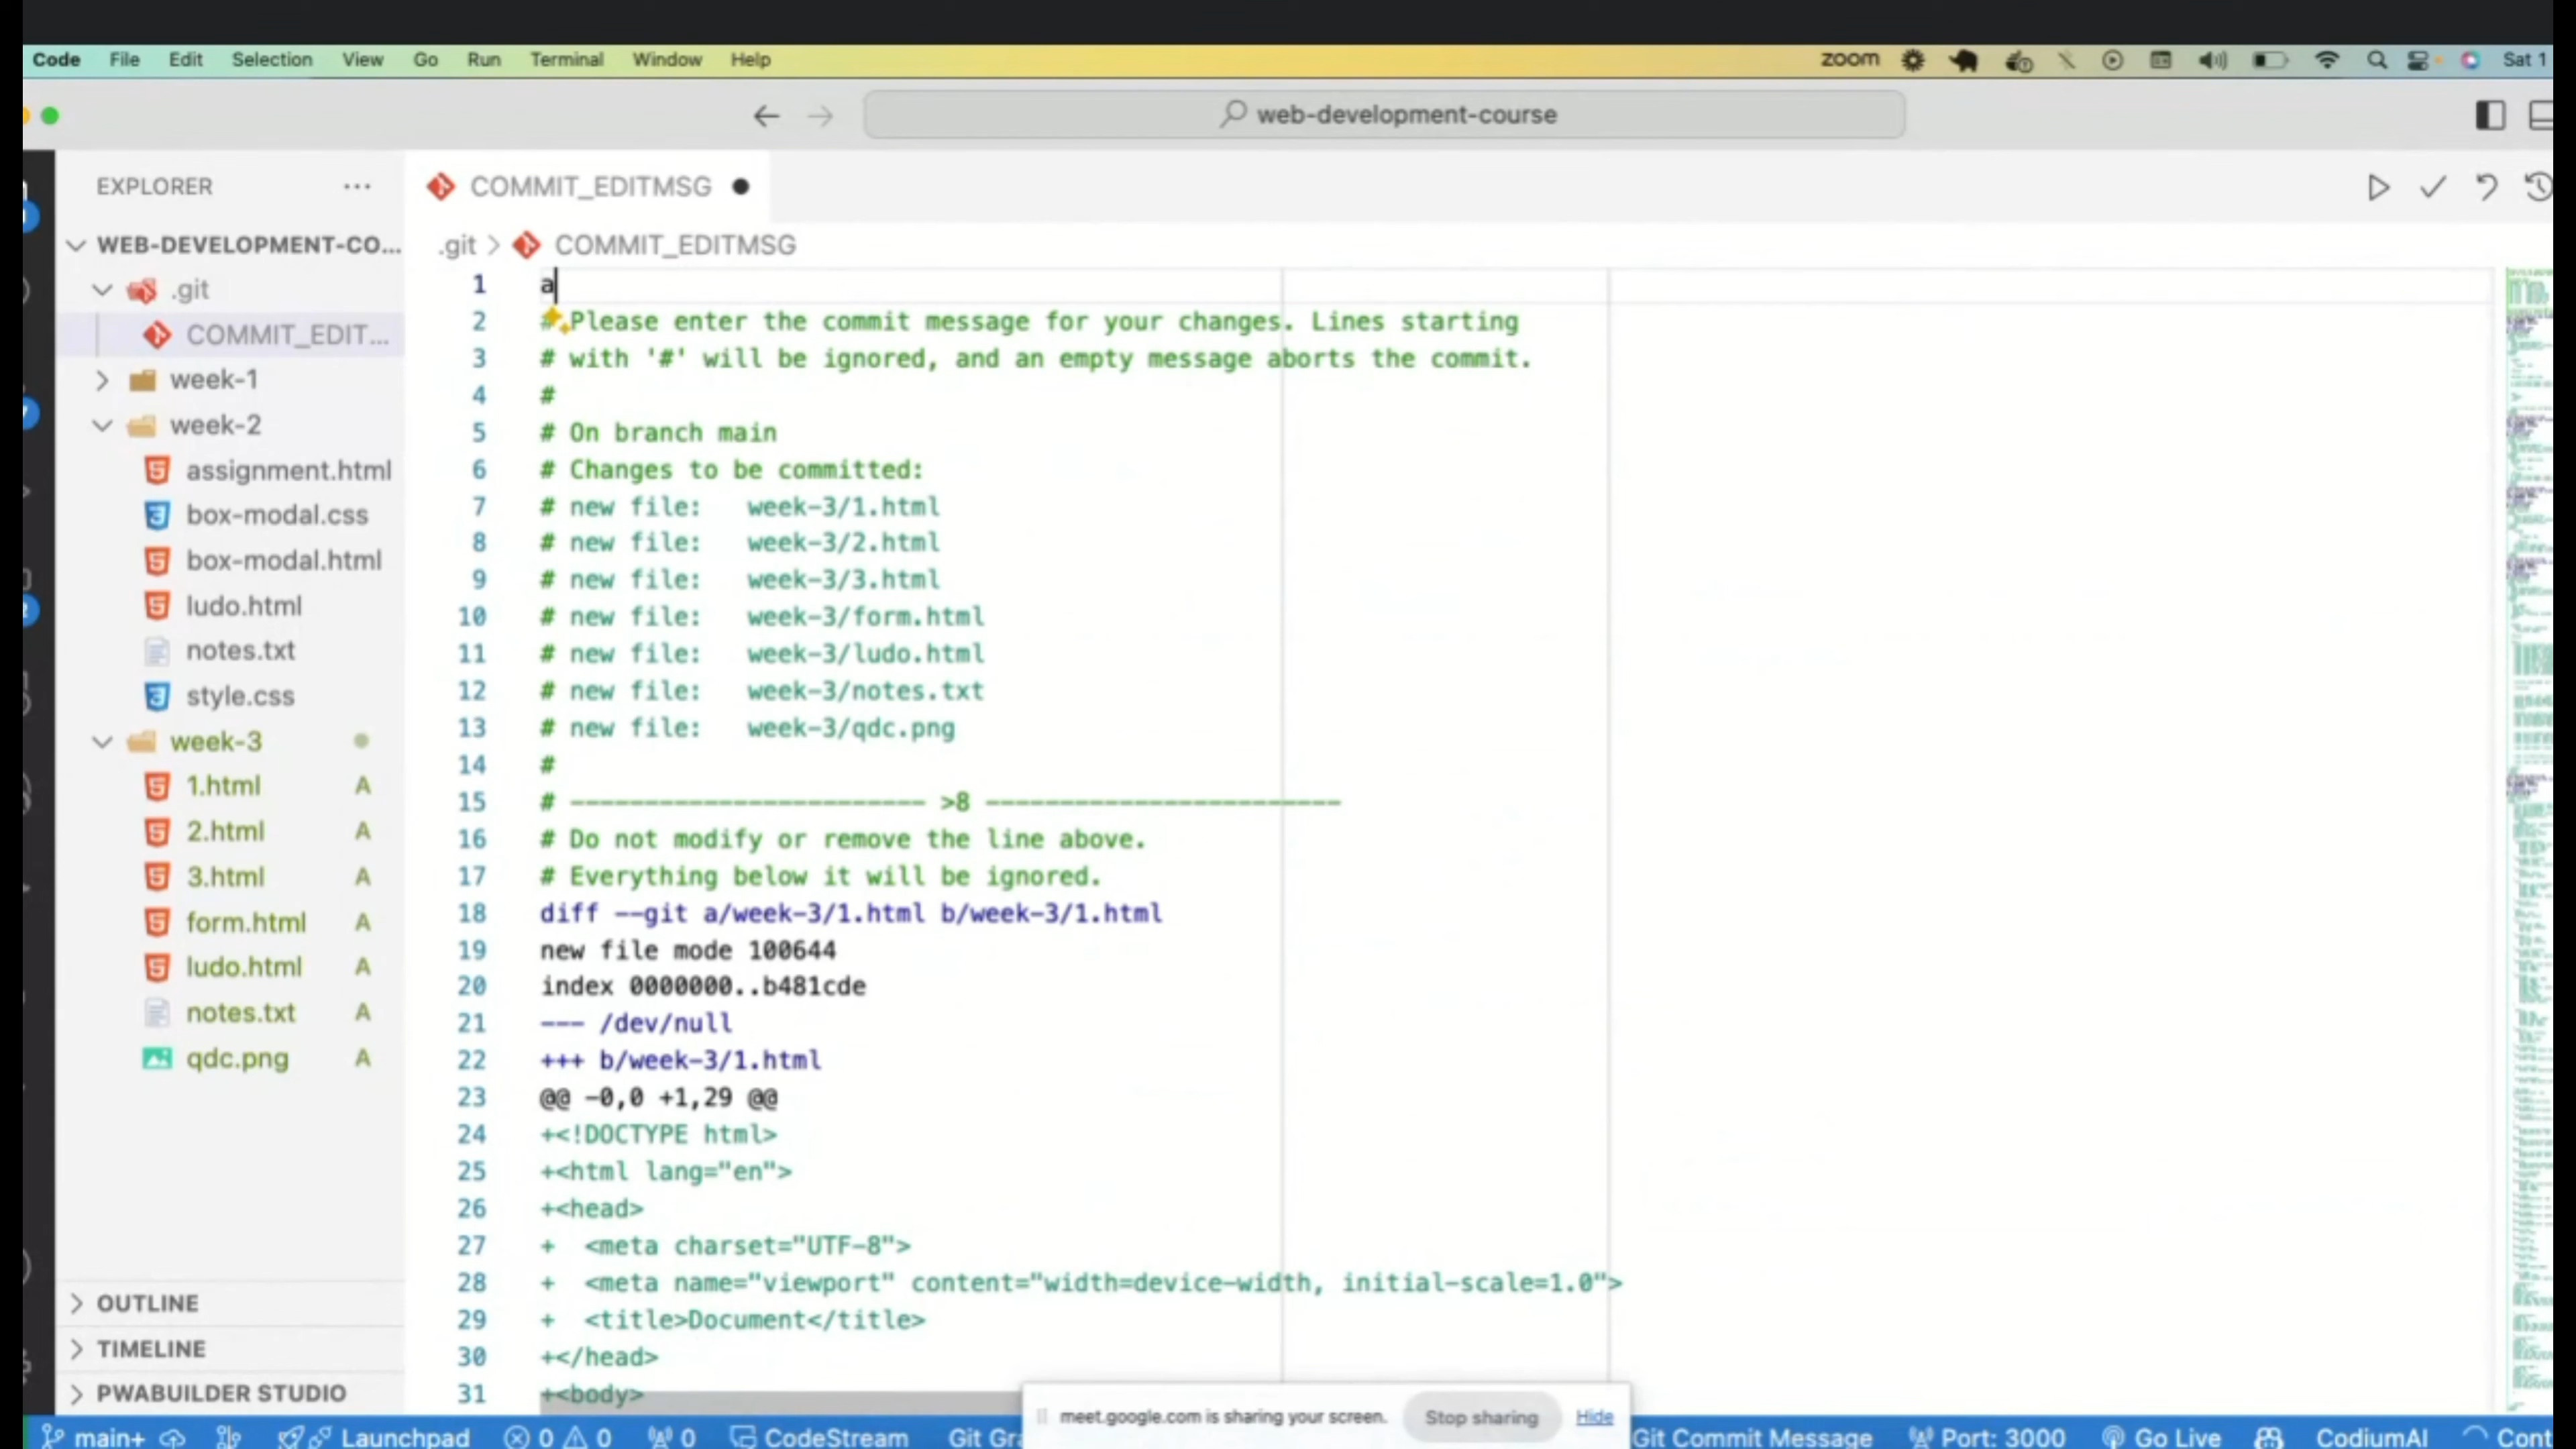 Code File Edit Selection View Go Run Terminal Window Help zoom Sat 1
web-development-course
EXPLORER
WEB-DEVELOPMENT-CO...
.git
COMMIT_EDIT...
week-1
week-2
assignment.html
box-modal.css
box-modal.html
ludo.html
notes.txt
style.css
week-3
1.html A
2.html A
3.html A
form.html A
ludo.html A
notes.txt A
qdc.png A
OUTLINE
TIMELINE
PWABUILDER STUDIO
COMMIT_EDITMSG
.git > COMMIT_EDITMSG
1 a
2 # Please enter the commit message for your changes. Lines starting
3 # with '#' will be ignored, and an empty message aborts the commit.
4 #
5 # On branch main
6 # Changes to be committed:
7 # new file:   week-3/1.html
8 # new file:   week-3/2.html
9 # new file:   week-3/3.html
10 # new file:   week-3/form.html
11 # new file:   week-3/ludo.html
12 # new file:   week-3/notes.txt
13 # new file:   week-3/qdc.png
14 #
15 # ------------------------ >8 ------------------------
16 # Do not modify or remove the line above.
17 # Everything below it will be ignored.
18 diff --git a/week-3/1.html b/week-3/1.html
19 new file mode 100644
20 index 0000000..b481cde
21 --- /dev/null
22 +++ b/week-3/1.html
23 @@ -0,0 +1,29 @@
24 +<!DOCTYPE html>
25 +<html lang="en">
26 +<head>
27 +  <meta charset="UTF-8">
28 +  <meta name="viewport" content="width=device-width, initial-scale=1.0">
29 +  <title>Document</title>
30 +</head>
31 +<body>
meet.google.com is sharing your screen. Stop sharing Hide
main+ Launchpad 0 0 0 CodeStream Git Gra Git Commit Message Port: 3000 Go Live CodiumAI Cont